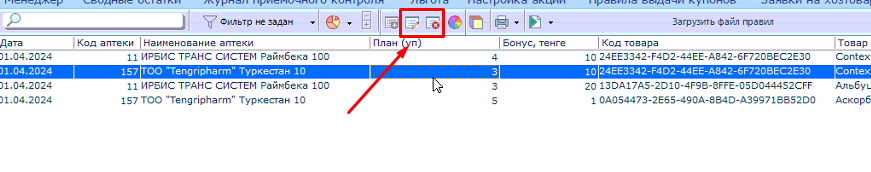 Менеджер Сводные остатки Журнал приемочного контроля Льгота Настройка акций Правила выдачи купонов Заявки на хозтовар
Фильтр не задан Загрузить файл правил
Дата Код аптеки Наименование аптеки План (уп) Бонус, тенге Код товара Товар
01.04.2024 11 ИРБИС ТРАНС СИСТЕМ Раймбека 100 4 10 24EE3342-F4D2-44EE-A842-6F720BEC2E30 Contex
01.04.2024 157 ТОО "Tengripharm" Туркестан 10 3 10 24EE3342-F4D2-44EE-A842-6F720BEC2E30 Contex
01.04.2024 11 ИРБИС ТРАНС СИСТЕМ Раймбека 100 3 20 13DA17A5-2D10-4F9B-8FFE-05D044452CFF Альбуц
01.04.2024 157 ТОО "Tengripharm" Туркестан 10 5 1 0A054473-2E65-490A-8B4D-A39971BB52D0 Аскорб